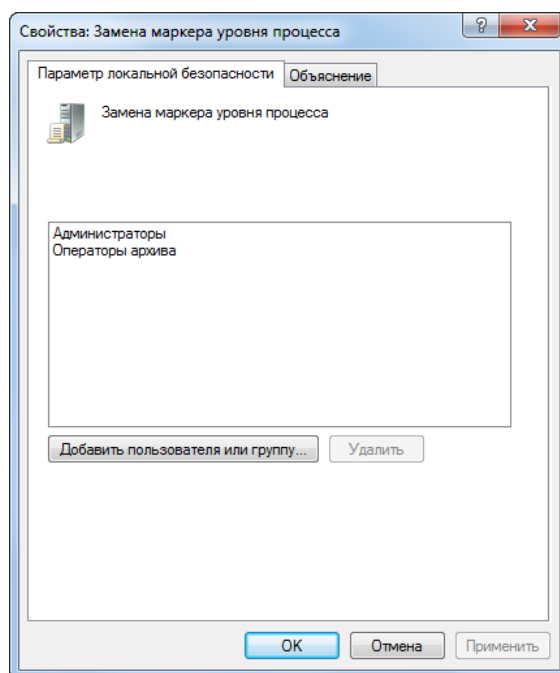 Свойства: Замена маркера уровня процесса
Параметр локальной безопасности
Объяснение
Замена маркера уровня процесса
Администраторы
Операторы архива
Добавить пользователя или группу...
Удалить
ОК
Отмена
Применить